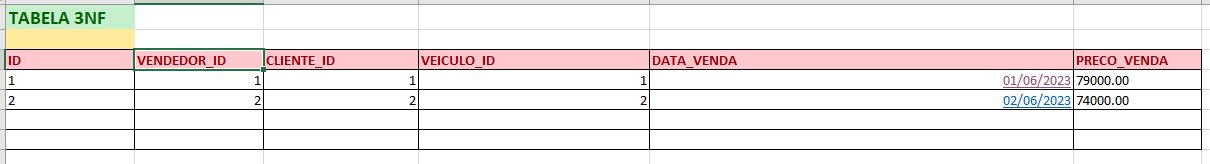 TABELA 3NF
ID VENDEDOR_ID CLIENTE_ID VEICULO_ID DATA_VENDA PRECO_VENDA
1 1 1 1 01/06/2023 79000.00
2 2 2 2 02/06/2023 74000.00